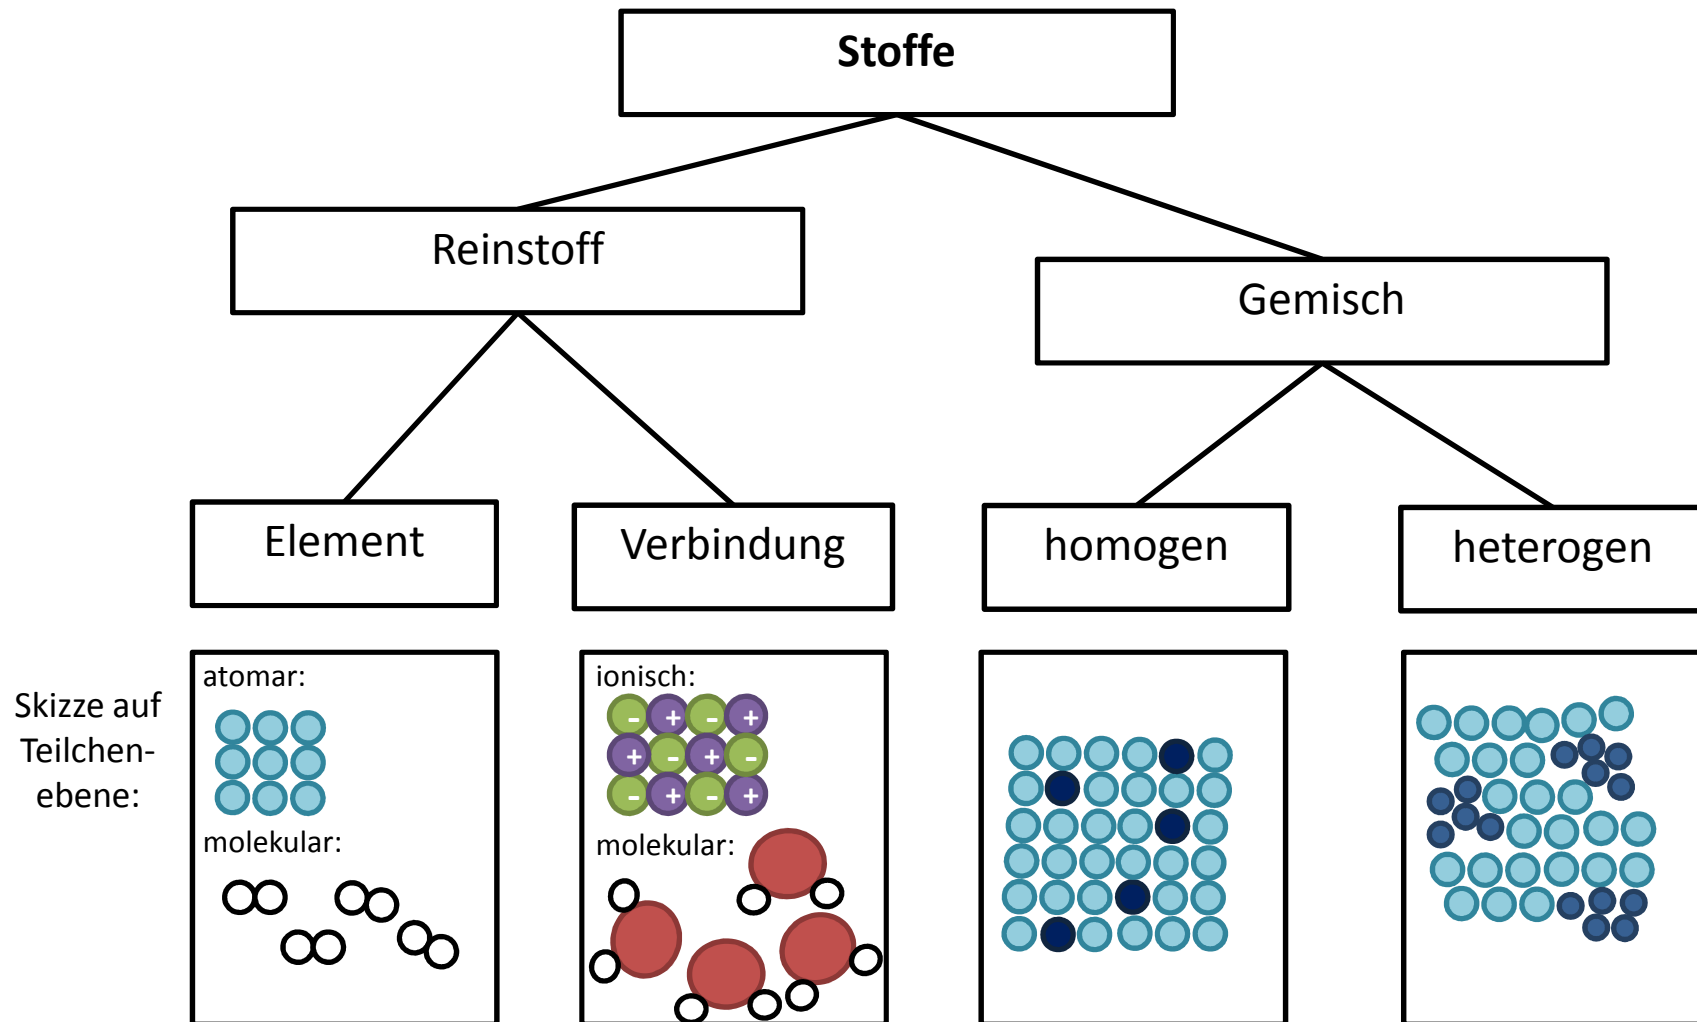 Stoffe
Reinstoff
Gemisch
Element
Verbindung
homogen
heterogen
Skizze auf
Teilchen-
ebene:
atomar:
molekular:
ionisch:
- + - +
+ - + -
- + - +
molekular: